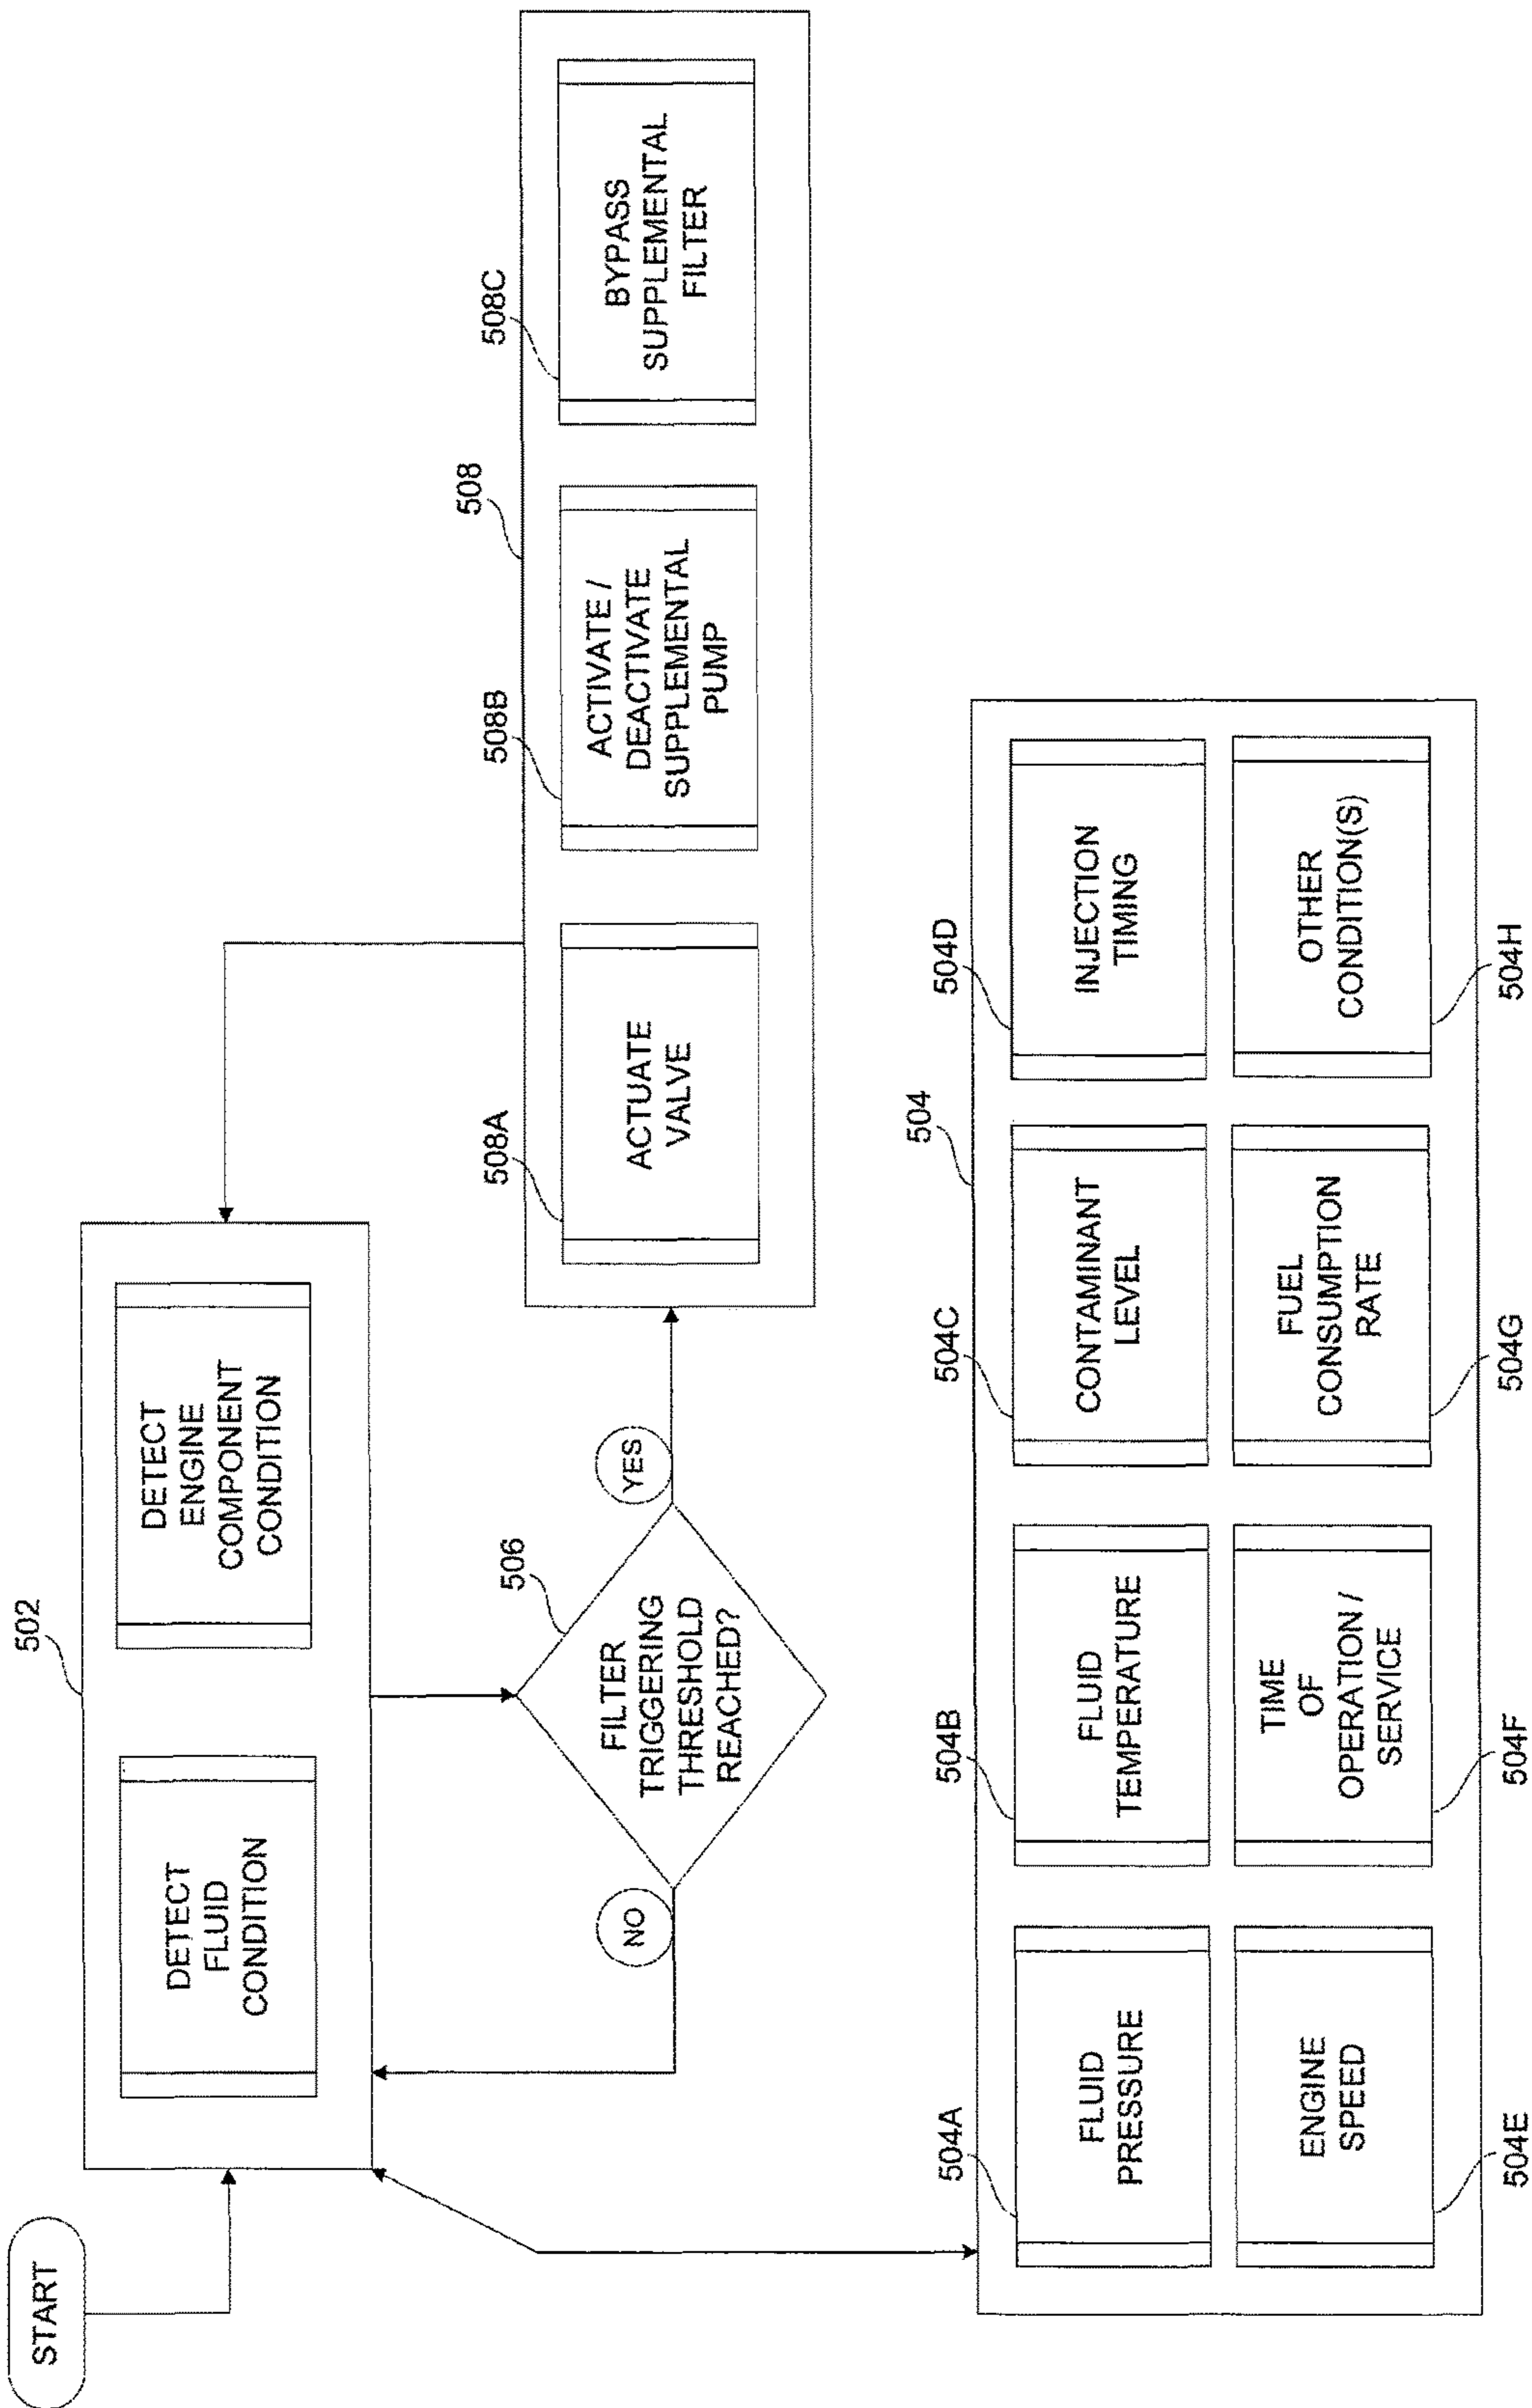 START
502
DETECT
FLUID
CONDITION
DETECT
ENGINE
COMPONENT
CONDITION
506
FILTER
TRIGGERING
THRESHOLD
REACHED?
NO
YES
508
508A
ACTUATE
VALVE
508B
ACTIVATE /
DEACTIVATE
SUPPLEMENTAL
PUMP
508C
BYPASS
SUPPLEMENTAL
FILTER
504
504A
FLUID
PRESSURE
504B
FLUID
TEMPERATURE
504C
CONTAMINANT
LEVEL
504D
INJECTION
TIMING
ENGINE
SPEED
504E
TIME
OF
OPERATION /
SERVICE
504F
FUEL
CONSUMPTION
RATE
504G
OTHER
CONDITION(S)
504H